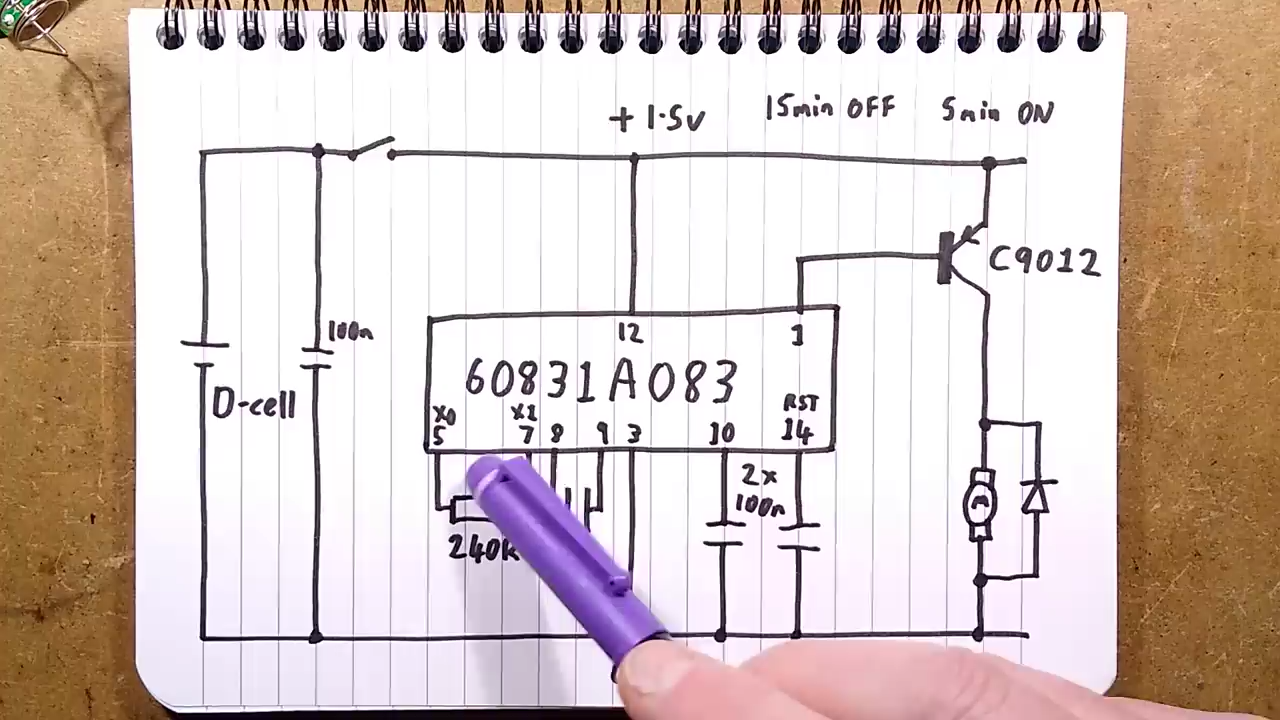 +1.5v 15min OFF 5min ON
C9012
100n
12 1
60831A083
D-cell
X0 X1 RST
5 7 8 9 3 10 14
2x
100n
240k